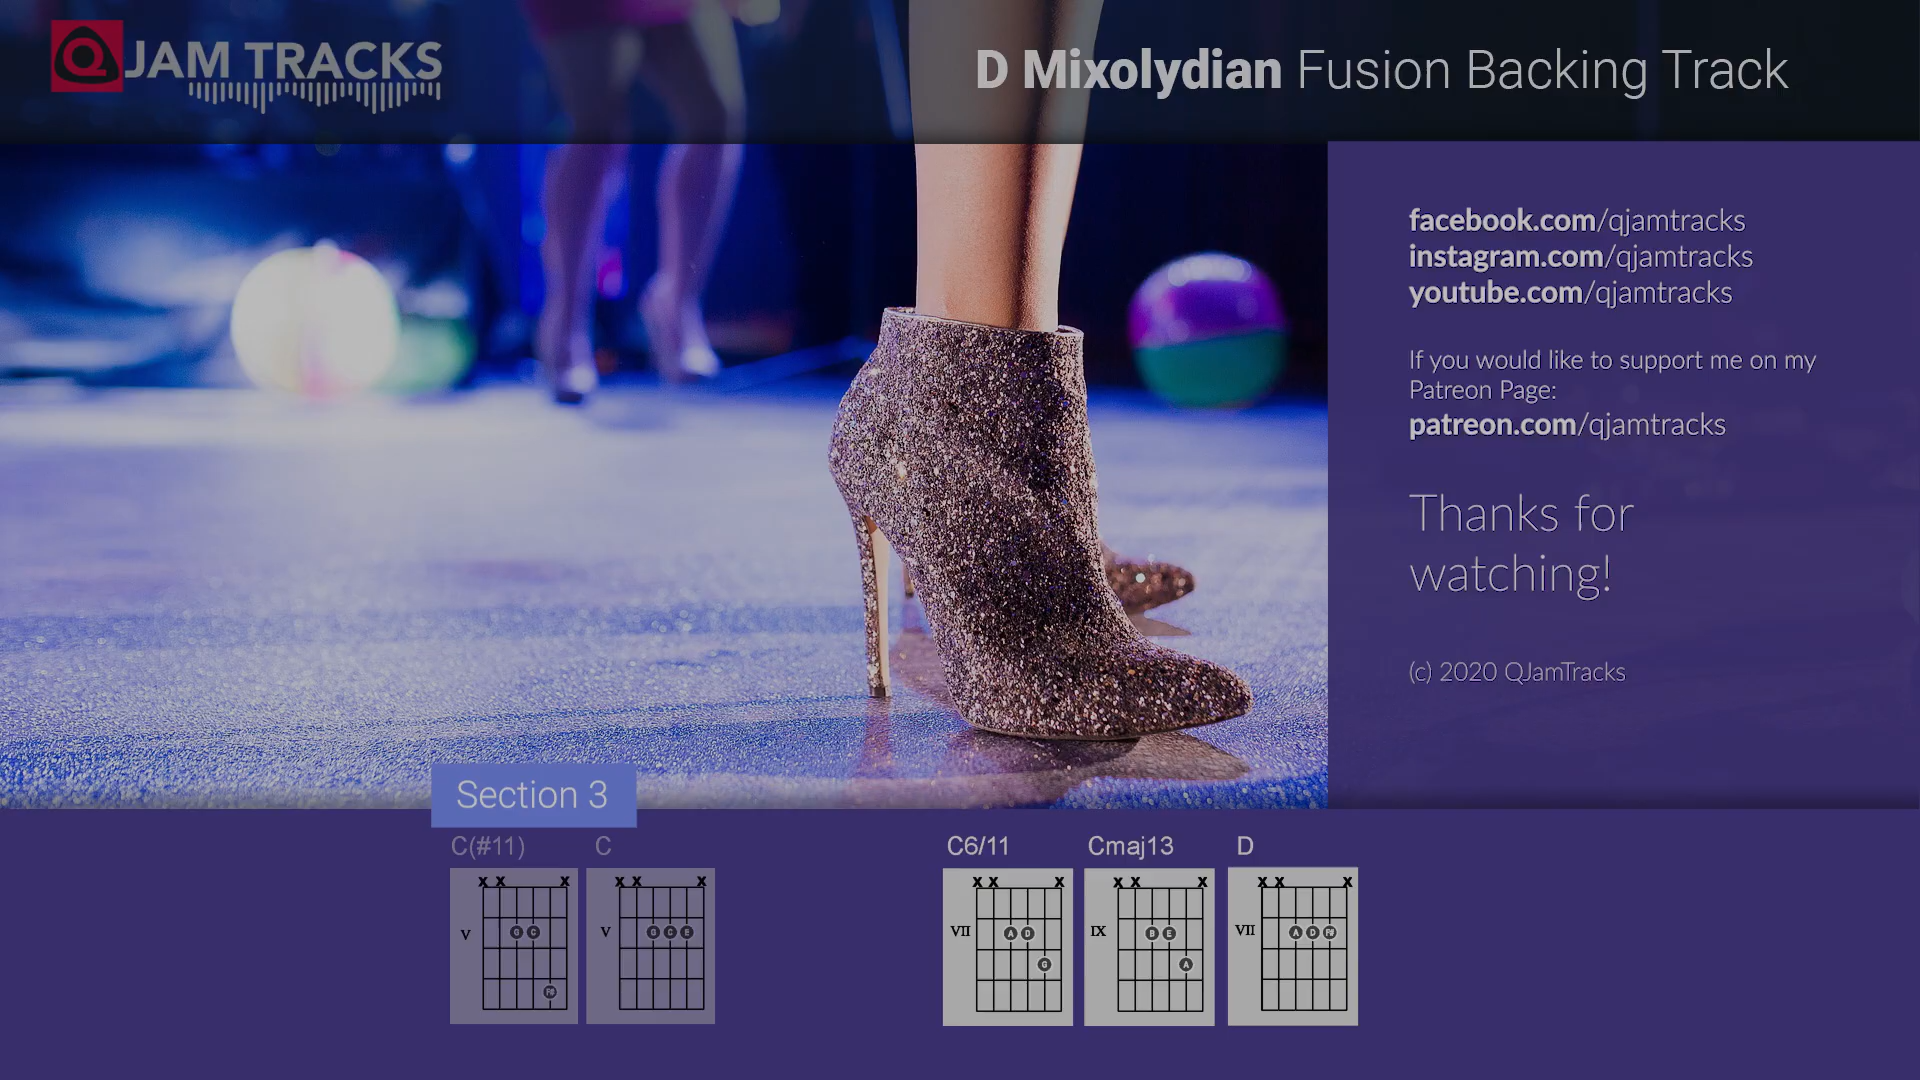 Q JAM TRACKS
D Mixolydian Fusion Backing Track
facebook.com/qjamtracks
instagram.com/qjamtracks
youtube.com/qjamtracks
If you would like to support me on my
Patreon Page:
patreon.com/qjamtracks
Thanks for
watching!
(c) 2020 QJamTracks
Section 3
C(#11) C C6/11 Cmaj13 D
x x x x x x x x x x x x x x x
V G C V G C E VII A D IX B E VII A D F#
G A
F#